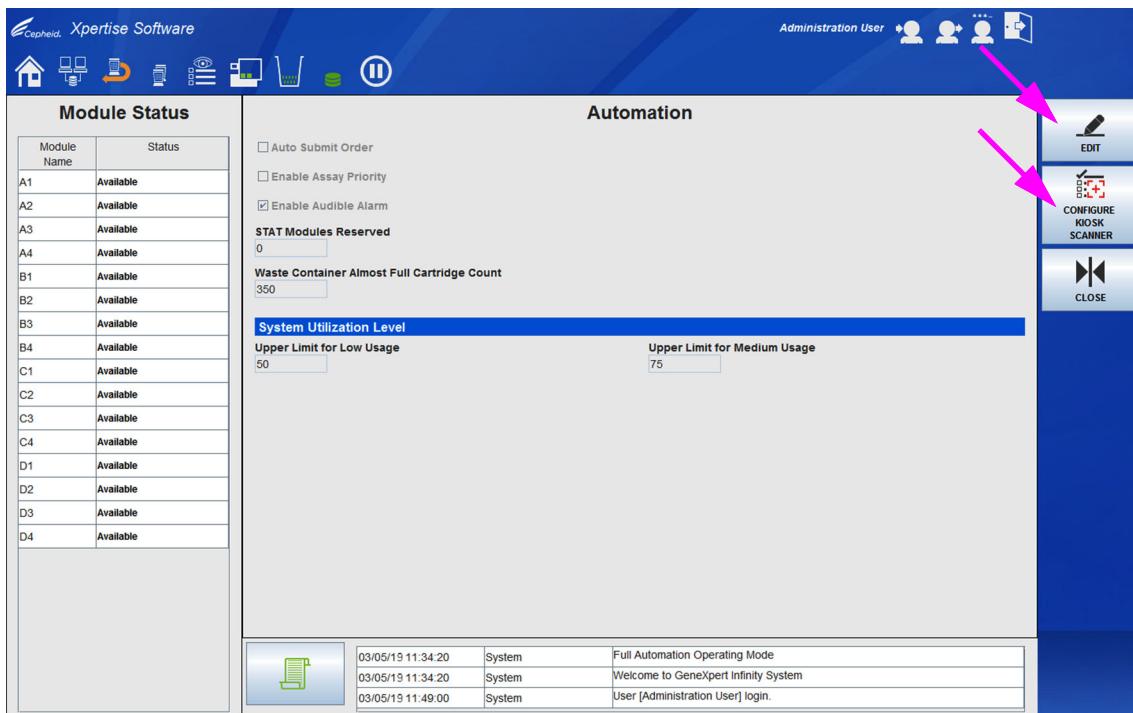 Cepheid. Xpertise Software
Administration User
Module Status
Module Name
Status
A1 Available
A2 Available
A3 Available
A4 Available
B1 Available
B2 Available
B3 Available
B4 Available
C1 Available
C2 Available
C3 Available
C4 Available
D1 Available
D2 Available
D3 Available
D4 Available
Automation
Auto Submit Order
Enable Assay Priority
Enable Audible Alarm
STAT Modules Reserved
0
Waste Container Almost Full Cartridge Count
350
System Utilization Level
Upper Limit for Low Usage
50
Upper Limit for Medium Usage
75
03/05/19 11:34:20 System Full Automation Operating Mode
03/05/19 11:34:20 System Welcome to GeneXpert Infinity System
03/05/19 11:49:00 System User [Administration User] login.
EDIT
CONFIGURE
KIOSK
SCANNER
CLOSE